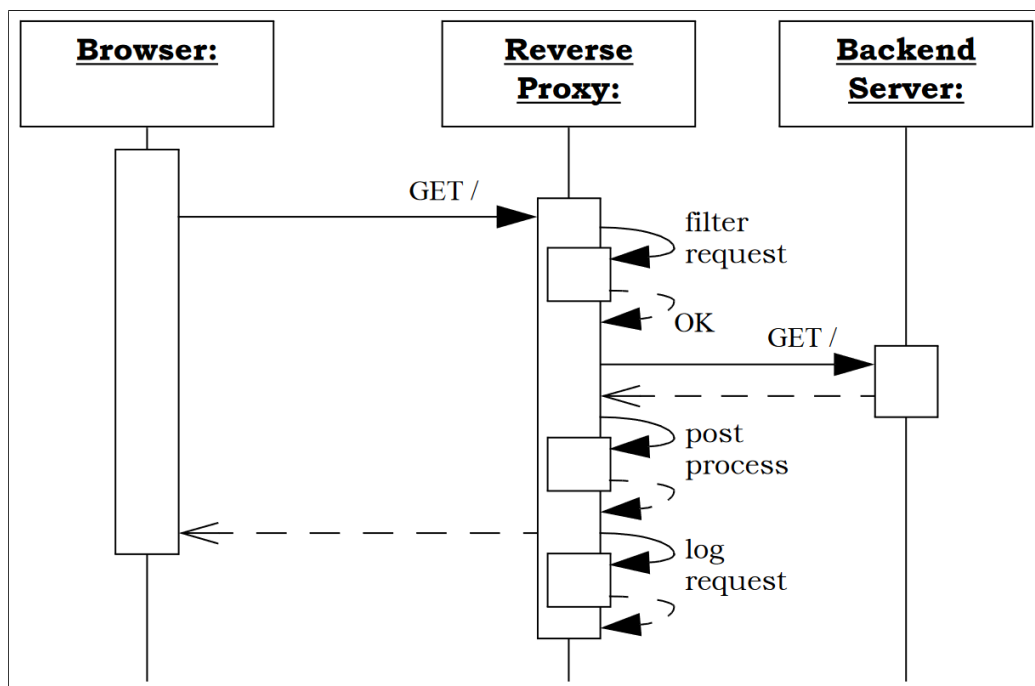 Browser:
Reverse
Proxy:
Backend
Server:
GET /
filter
request
OK
GET /
post
process
log
request